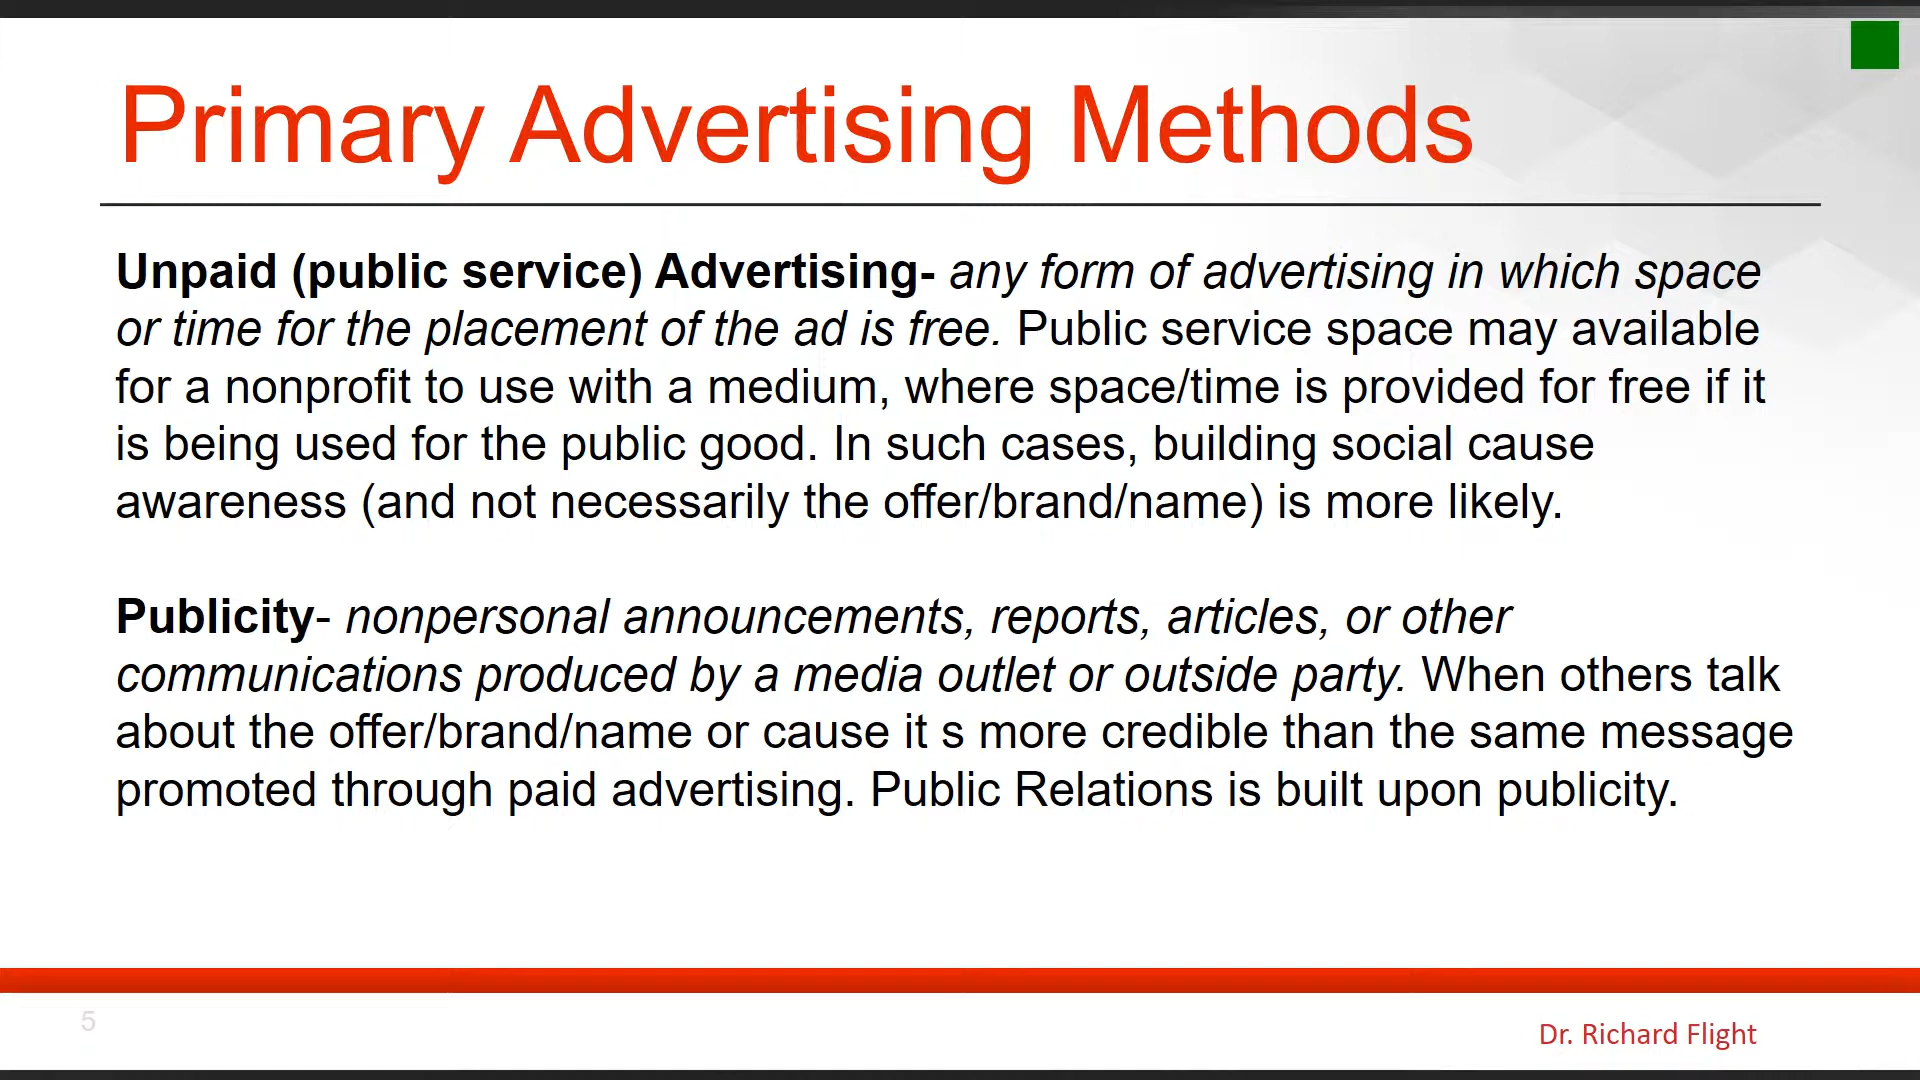 Primary Advertising Methods
Unpaid (public service) Advertising- any form of advertising in which space
or time for the placement of the ad is free. Public service space may available
for a nonprofit to use with a medium, where space/time is provided for free if it
is being used for the public good. In such cases, building social cause
awareness (and not necessarily the offer/brand/name) is more likely.
Publicity- nonpersonal announcements, reports, articles, or other
communications produced by a media outlet or outside party. When others talk
about the offer/brand/name or cause it s more credible than the same message
promoted through paid advertising. Public Relations is built upon publicity.
5
Dr. Richard Flight